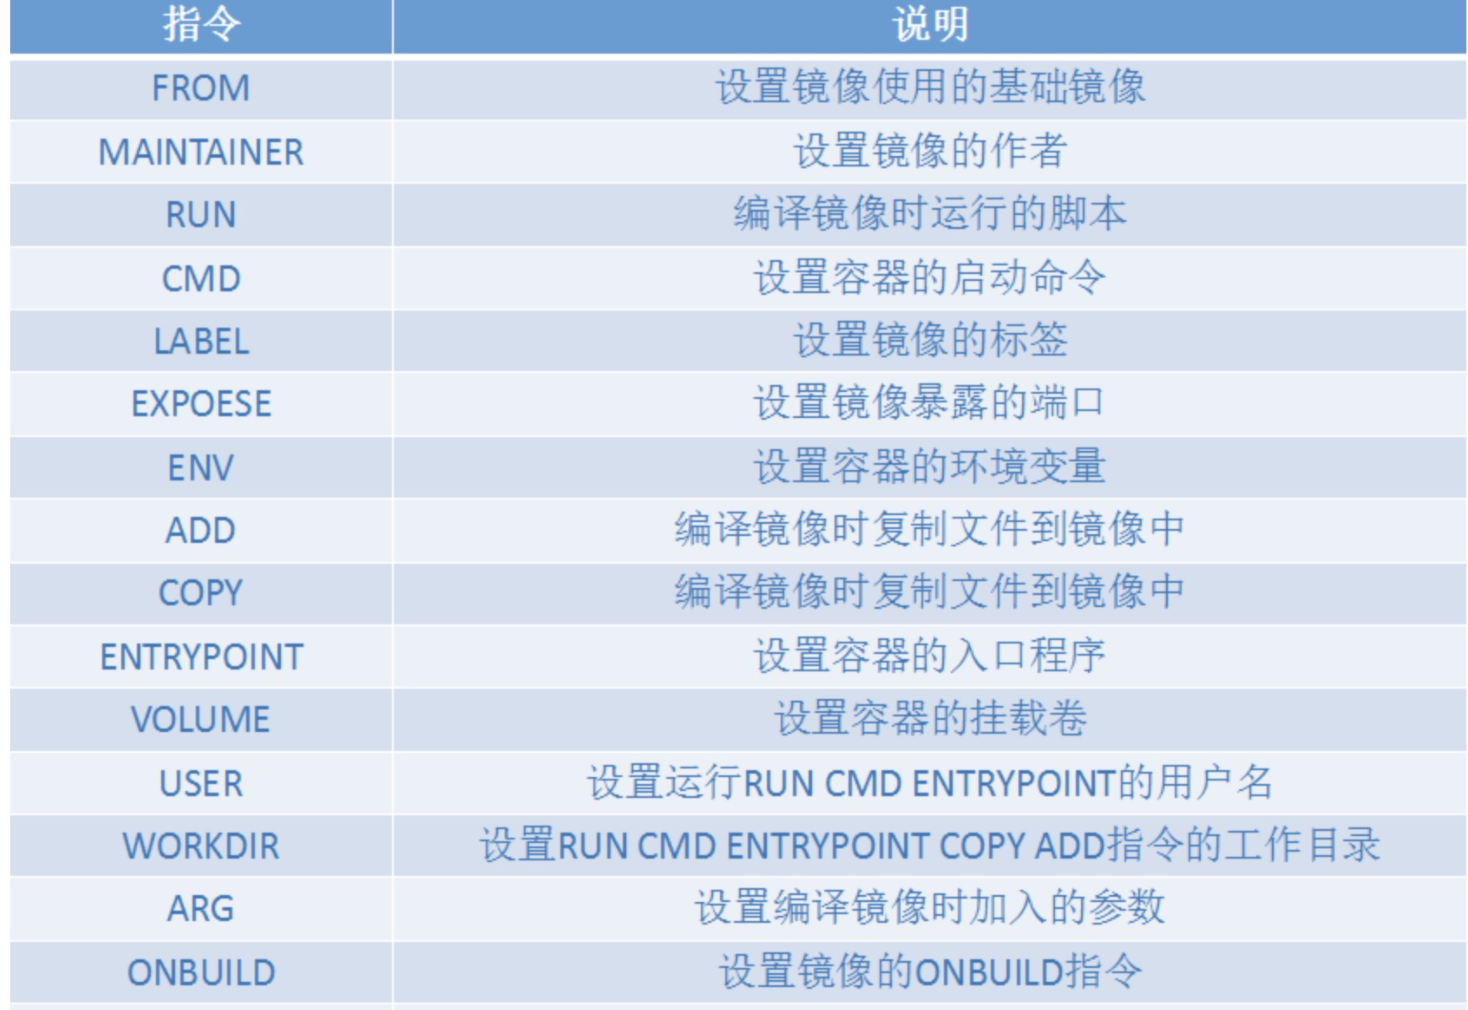 指令 说明
FROM 设置镜像使用的基础镜像
MAINTAINER 设置镜像的作者
RUN 编译镜像时运行的脚本
CMD 设置容器的启动命令
LABEL 设置镜像的标签
EXPOESE 设置镜像暴露的端口
ENV 设置容器的环境变量
ADD 编译镜像时复制文件到镜像中
COPY 编译镜像时复制文件到镜像中
ENTRYPOINT 设置容器的入口程序
VOLUME 设置容器的挂载卷
USER 设置运行RUN CMD ENTRYPOINT的用户名
WORKDIR 设置RUN CMD ENTRYPOINT COPY ADD指令的工作目录
ARG 设置编译镜像时加入的参数
ONBUILD 设置镜像的ONBUILD指令